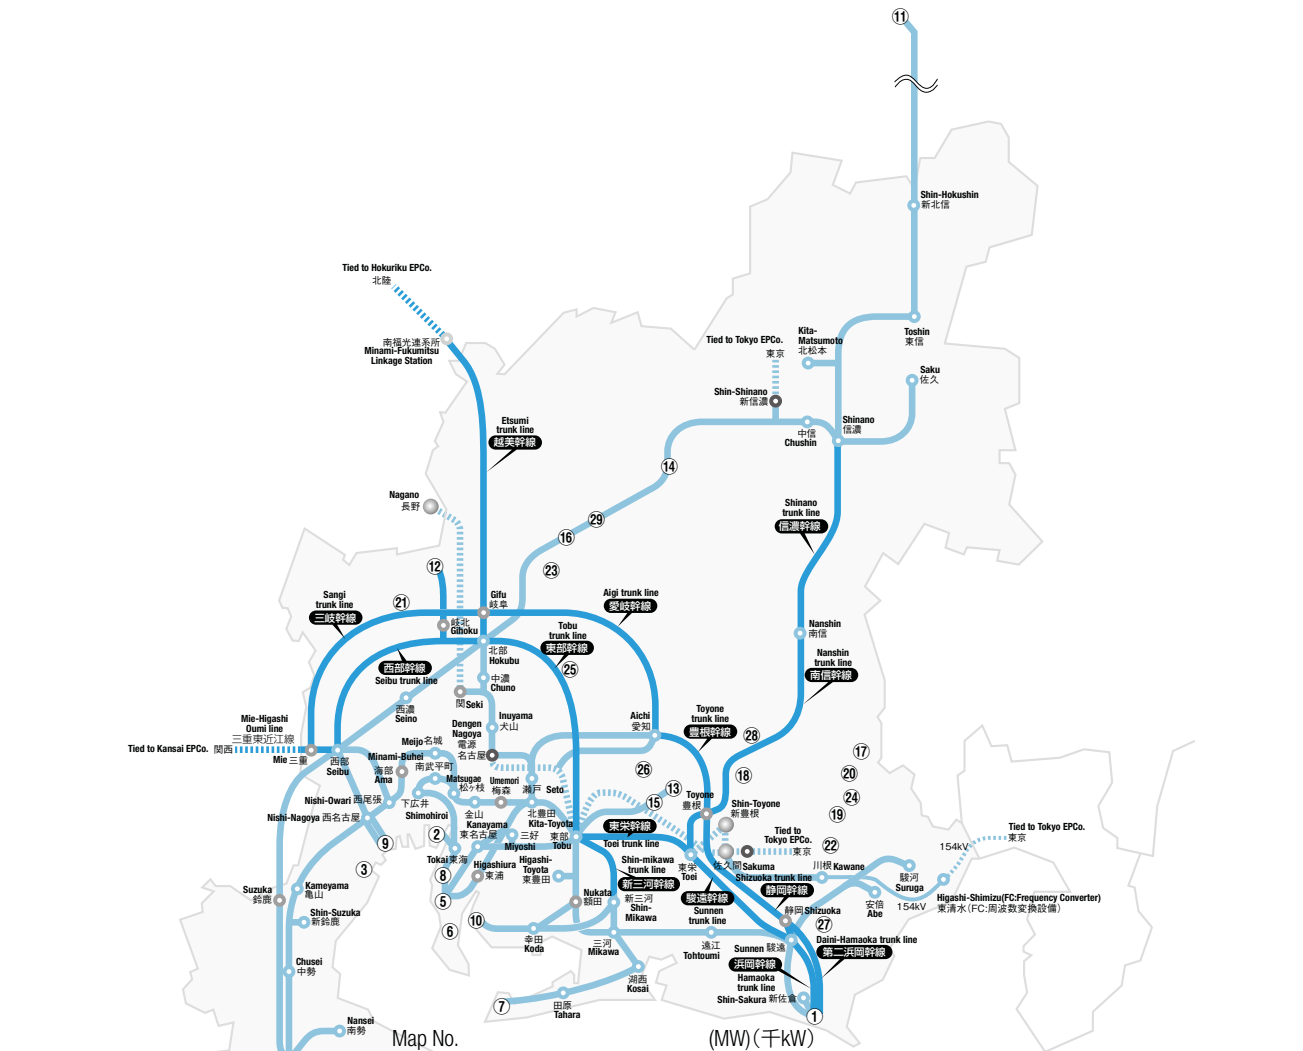 ⑪
Shin-Hokushin
新北信
Tied to Hokuriku EPCo.
北陸
南福光連系所
Minami-Fukumitsu
Linkage Station
Toshin
東信
Kita-
Matsumoto
北松本
Tied to Tokyo EPCo.
東京
Saku
佐久
Shin-Shinano
新信濃
Shinano
信濃
中信
Chushin
Etsumi
trunk line
越美幹線
⑭
Nagano
長野
Shinano
trunk line
信濃幹線
㉙
⑯
⑫
㉓
Sangi
trunk line
三岐幹線
㉑
Gifu
岐阜
Aigi trunk line
愛岐幹線
岐北
Gihoku
Tobu
trunk line
東部幹線
Nanshin
南信
北部
Hokubu
Nanshin
trunk line
南信幹線
西部幹線
Seibu trunk line
㉕
中濃
Chuno
関 Seki
西濃
Seino
Mie-Higashi
Oumi line
三重東近江線
Tied to Kansai EPCo. 関西
Mie 三重
西部
Seibu
Inuyama
犬山
Dengen
Nagoya
電源
名古屋
Aichi
愛知
Toyone
trunk line
豊根幹線
㉘
⑰
Meijo 名城
Minami-Buhei
南武平町
海部
Ama
Matsugae
松ヶ枝
Umemori
梅森
瀬戸 Seto
㉖
⑬
⑱
⑳
㉔
⑮
⑲
Nishi-Owari 西尾張
下広井
Shimohiroi
金山
Kanayama
北豊田
Kita-Toyota
Toyone
豊根
Shin-Toyone
新豊根
Nishi-Nagoya 西名古屋
②
東名古屋
三好
Miyoshi
東部
Tobu
東栄幹線
Toei trunk line
Tied to
Tokyo EPCo.
東京
㉒
Tied to Tokyo EPCo.
東京
154kV
⑨
③
Tokai 東海
Higashiura
東浦
Higashi-
Toyota
東豊田
Shin-mikawa
trunk line
新三河幹線
東栄
Toei
佐久間 Sakuma
Shizuoka trunk line
静岡幹線
川根 Kawane
駿河
Suruga
⑧
Suzuka
鈴鹿
Kameyama
亀山
⑤
Nukata
額田
新三河
Shin-
Mikawa
駿遠幹線
Sunnen
trunk line
静岡 Shizuoka
安倍
Abe
154kV
Higashi-Shimizu(FC:Frequency Converter)
東清水(FC:周波数変換設備)
Shin-Suzuka
新鈴鹿
⑥
⑩
幸田
Koda
三河
Mikawa
遠江
Tohtoumi
Sunnen 駿遠
㉗
Daini-Hamaoka trunk line
第二浜岡幹線
Chusei
中勢
湖西
Kosai
浜岡幹線
Hamaoka
trunk line
⑦
田原
Tahara
Shin-Sakura 新佐倉
①
Nansei
南勢
Map No.
(MW)(千kW)